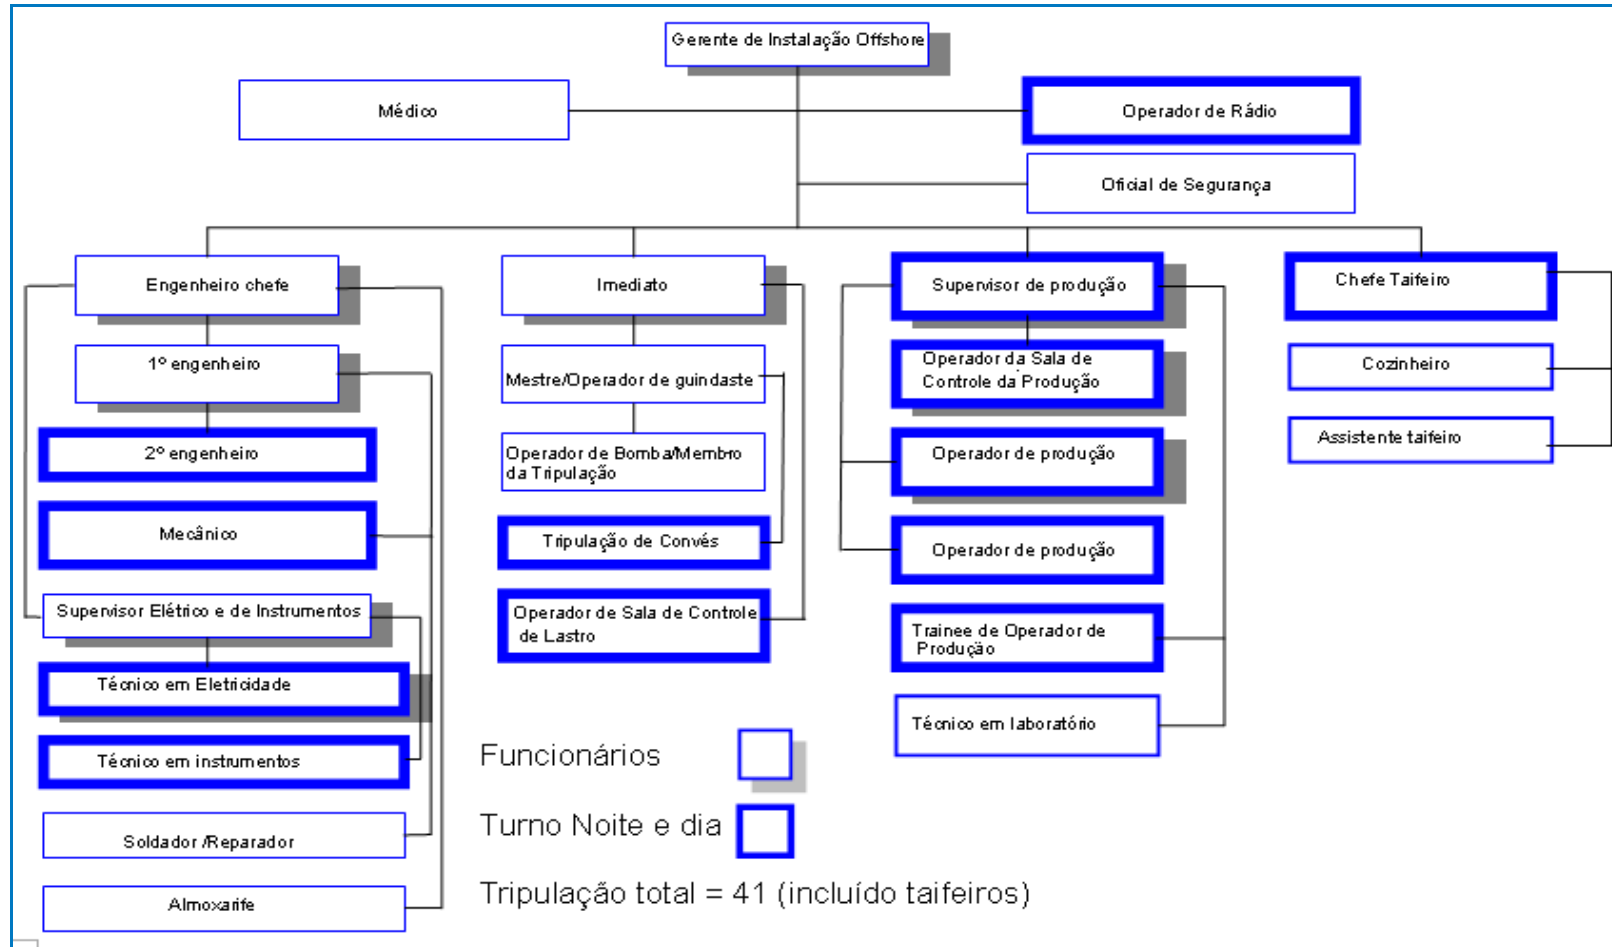 Gerente de Instalação Offshore
Médico
Operador de Rádio
Oficial de Segurança
Engenheiro chefe
1º engenheiro
2º engenheiro
Mecânico
Supervisor Elétrico e de Instrumentos
Técnico em Eletricidade
Técnico em instrumentos
Soldador /Reparador
Almoxarife
Imediato
Mestre/Operador de guindaste
Operador de Bomba/Membro
da Tripulação
Tripulação de Convés
Operador de Sala de Controle
de Lastro
Supervisor de produção
Operador da Sala de
Controle da Produção
Operador de produção
Operador de produção
Trainee de Operador de
Produção
Técnico em laboratório
Chefe Taifeiro
Cozinheiro
Assistente taifeiro
Funcionários
Turno Noite e dia
Tripulação total = 41 (incluído taifeiros)